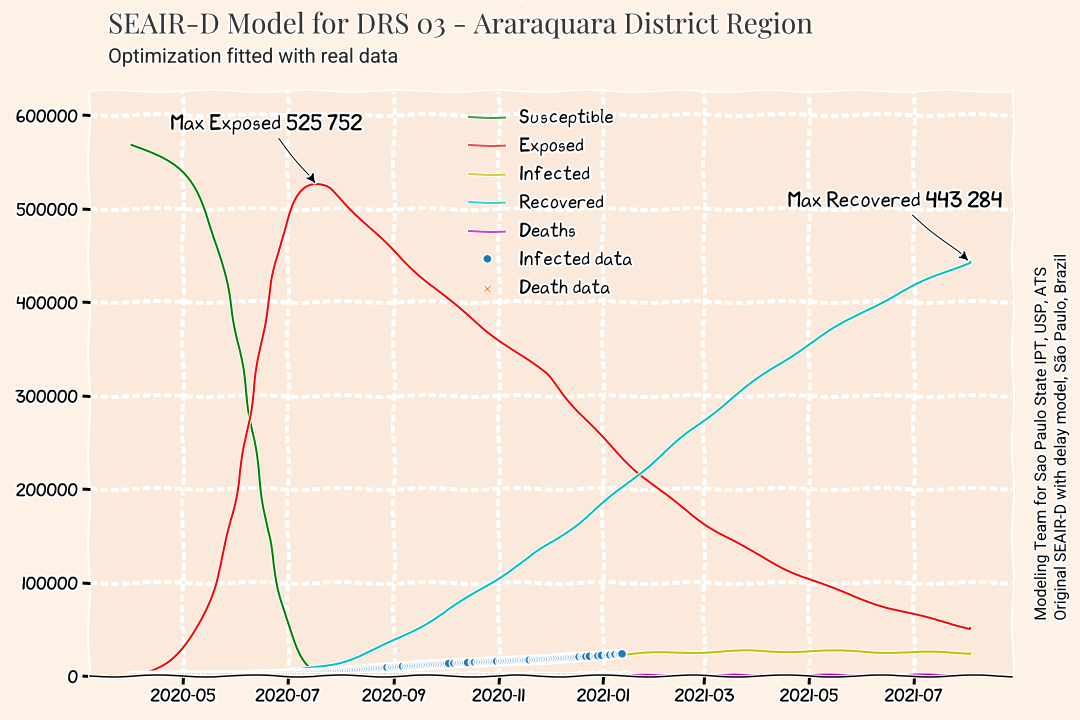 SEAIR-D Model for DRS 03 - Araraquara District Region
Optimization fitted with real data
600000
500000
400000
300000
200000
100000
0
Max Exposed 525 752
Susceptible
Exposed
Infected
Recovered
Deaths
Infected data
Death data
Max Recovered 443 284
2020-05
2020-07
2020-09
2020-11
2021-01
2021-03
2021-05
2021-07
Modeling Team for Sao Paulo State IPT, USP, ATS
Original SEAIR-D with delay model, São Paulo, Brazil